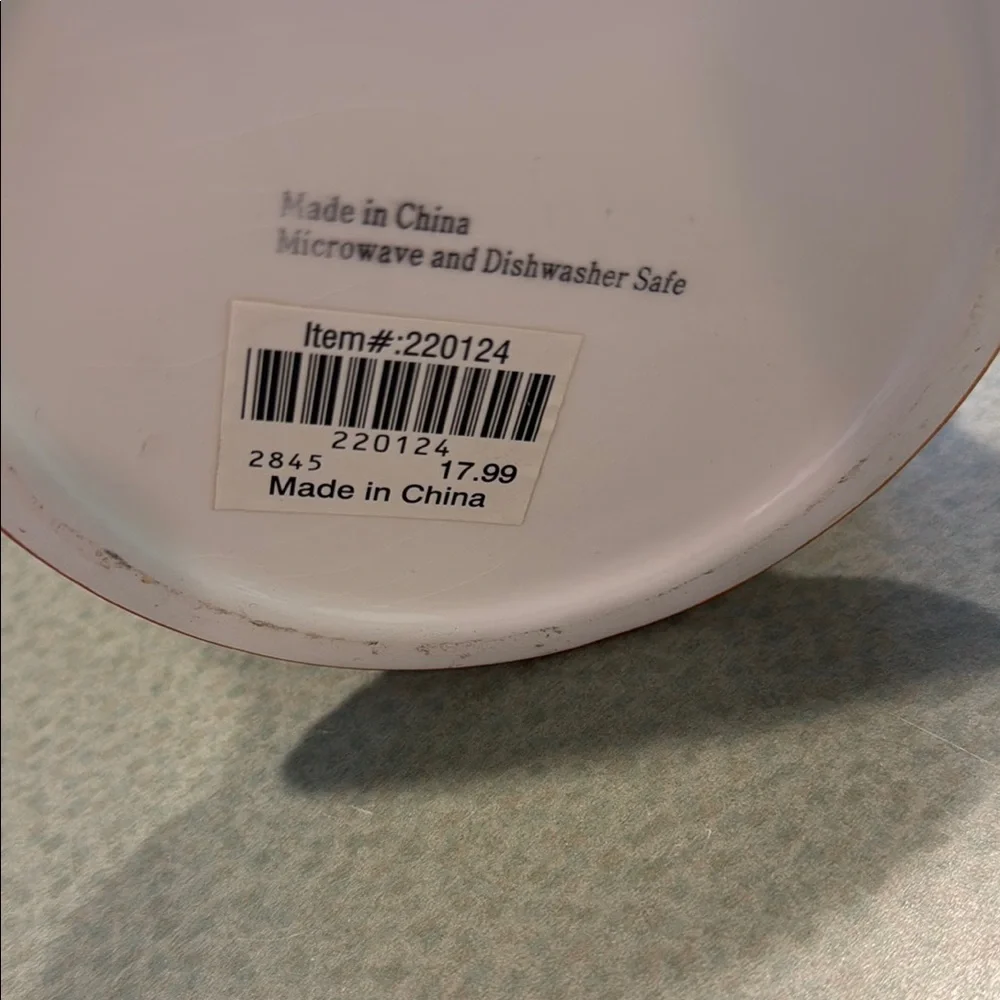 Made in China
Microwave and Dishwasher Safe
Item#:220124
220124
2845 17.99
Made in China